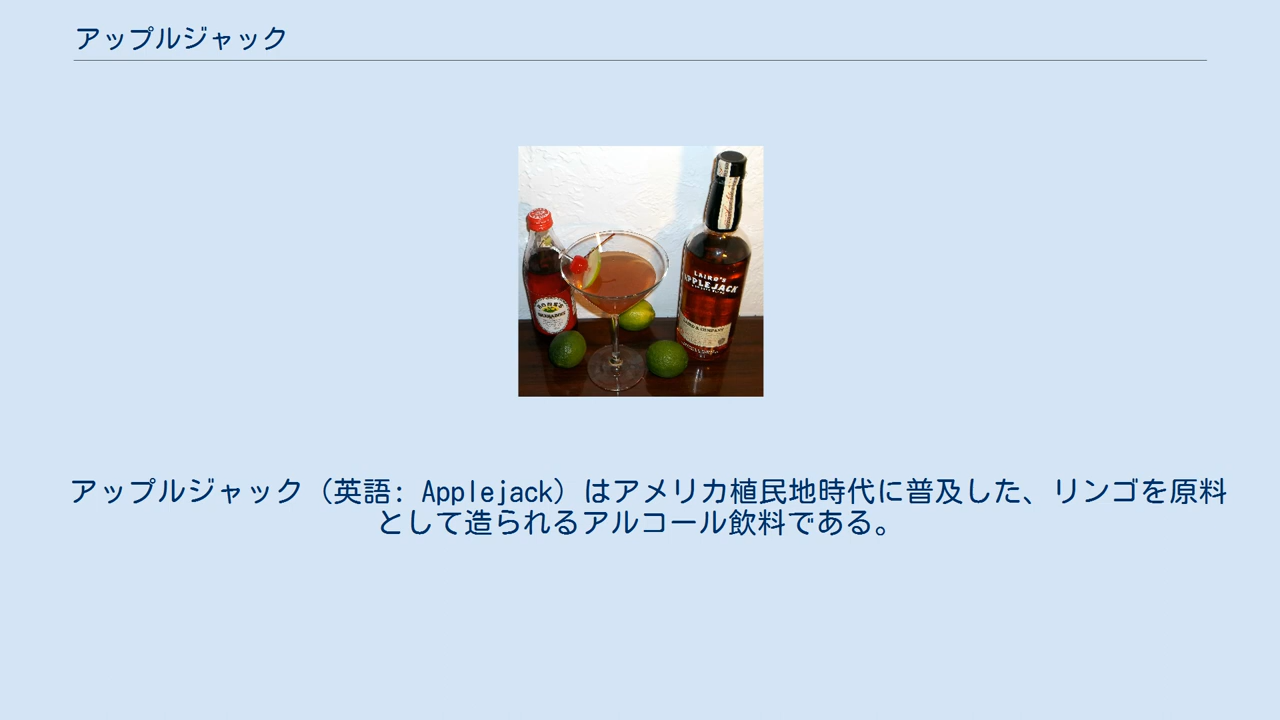 アップルジャック
LAIRD'S
APPLEJACK
ROSE'S
アップルジャック（英語: Applejack）はアメリカ植民地時代に普及した、リンゴを原料
として造られるアルコール飲料である。